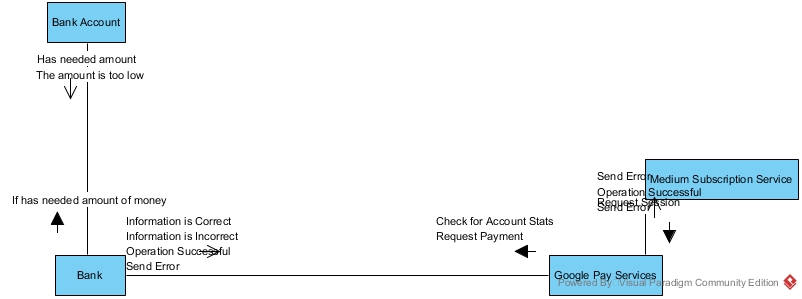 Bank Account
Has needed amount
The amount is too low
If has needed amount of money
Information is Correct
Information is Incorrect
Operation Successful
Send Error
Bank
Check for Account Stats
Request Payment
Send Error
Medium Subscription Service
Operation Successful
Request Session
Send Error
Google Pay Services
Powered By Visual Paradigm Community Edition